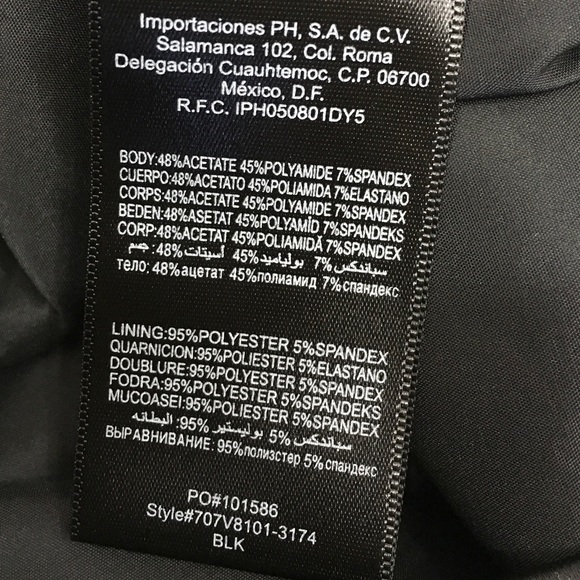 Importaciones PH, S.A. de C.V.
Salamanca 102, Col. Roma
Delegación Cuauhtemoc, C.P. 06700
México, D.F.
R.F.C. IPH050801DY5
BODY:48%ACETATE 45%POLYAMIDE 7%SPANDEX
CUERPO:48%ACETATO 45%POLIAMIDA 7%ELASTANO
CORPS:48%ACETATE 45%POLYAMIDE 7%SPANDEX
BEDEN:48%ASETAT 45%POLYAMİD 7%SPANDEKS
CORP:48%ACETAT 45%POLIAMIDĂ 7%SPANDEX
جسم :48% أسيتات 45% بولياميد 7% سباندكس
тело: 48%ацетат 45%полиамид 7%спандекс
LINING:95%POLYESTER 5%SPANDEX
QUARNICION:95%POLIESTER 5%ELASTANO
DOUBLURE:95%POLYESTER 5%SPANDEX
FODRA:95%POLYESTER 5%SPANDEKS
MUCOASEI:95%POLIESTER 5%SPANDEX
البطانه :95% بوليستير 5% سباندكس
ВЫРАВНИВАНИЕ: 95%полиэстер 5%спандекс
PO#101586
Style#707V8101-3174
BLK